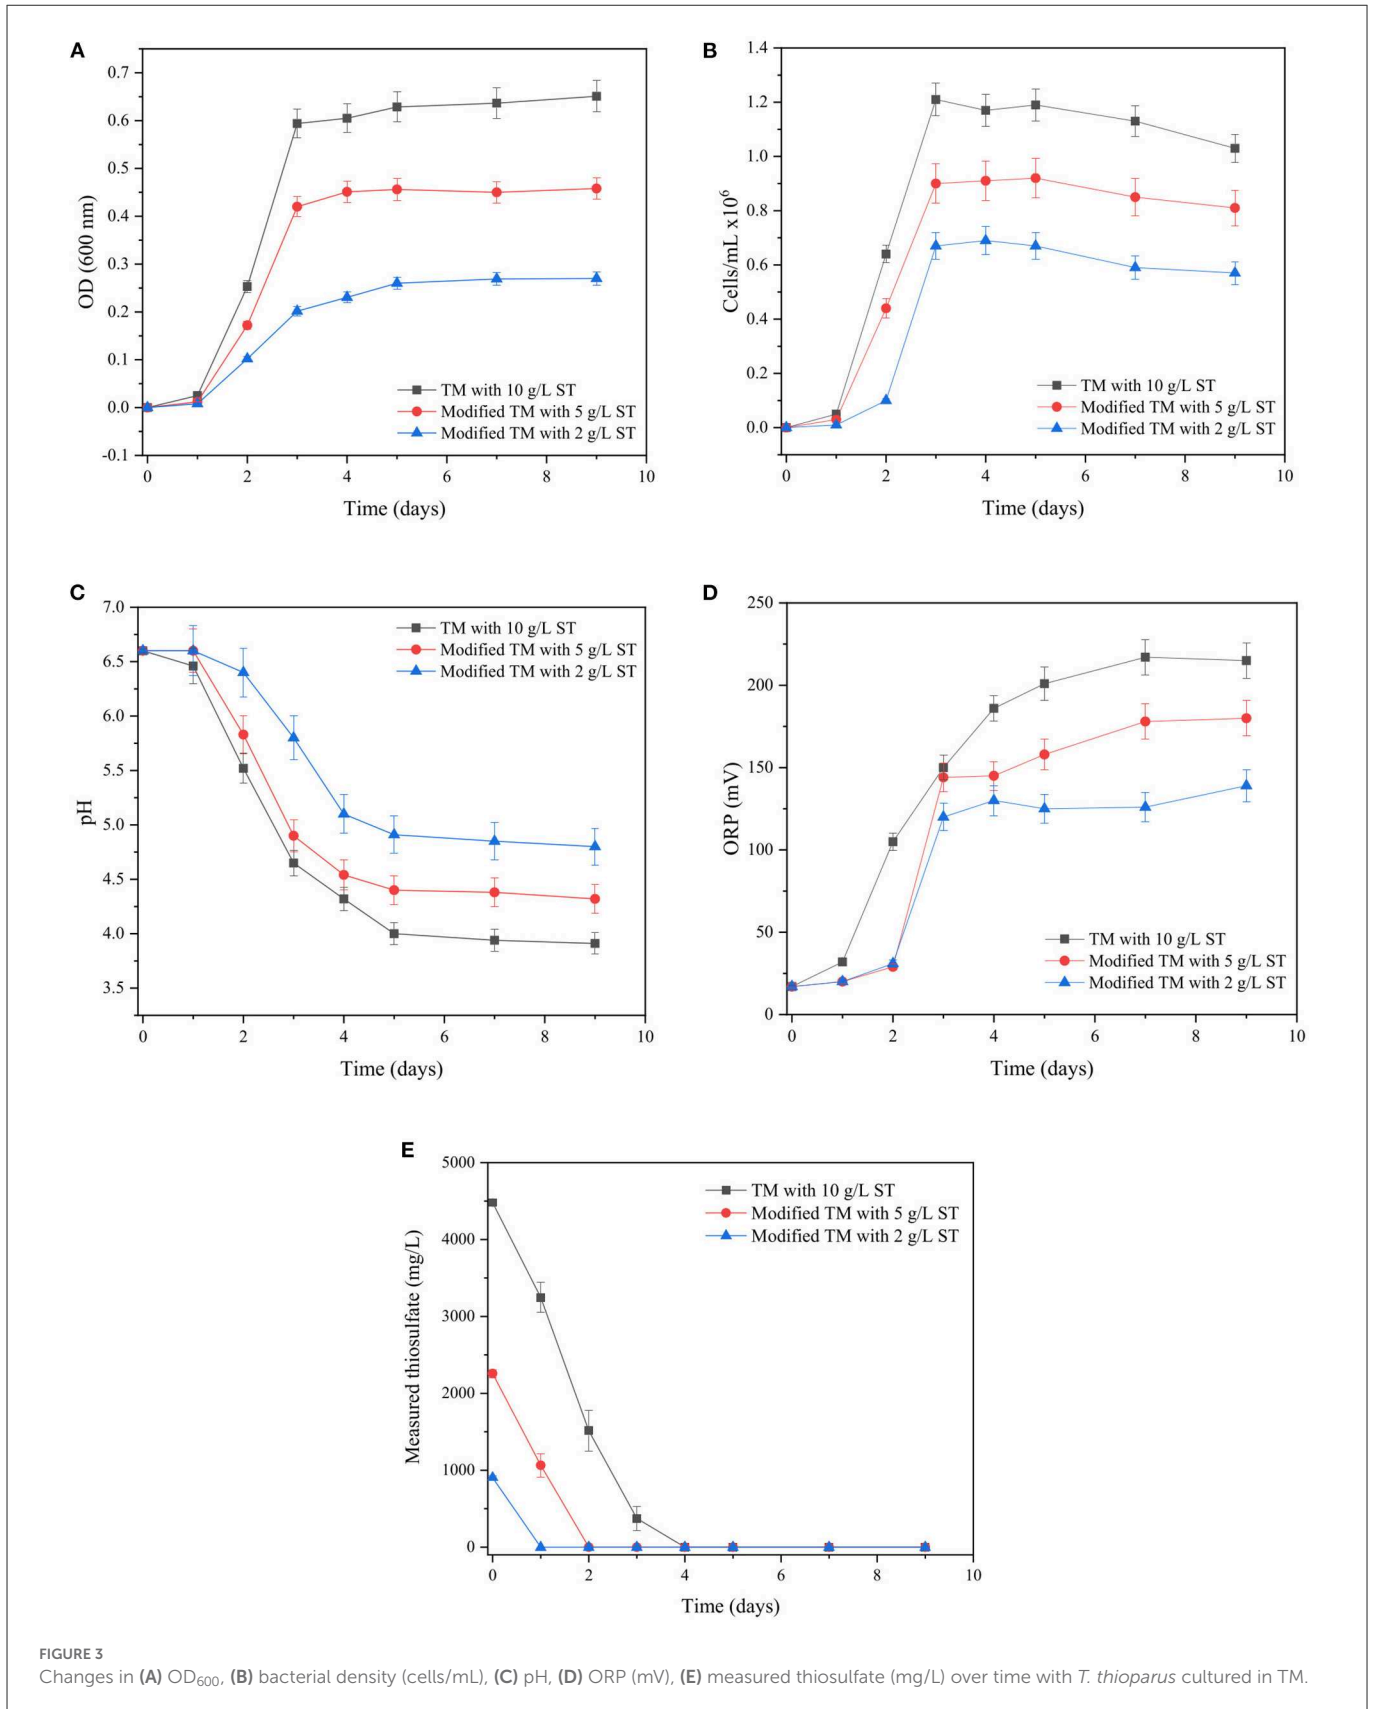 A
0.7
0.6
0.5
0.4
0.3
0.2
0.1
0.0
-0.1
OD (600 nm)
TM with 10 g/L ST
Modified TM with 5 g/L ST
Modified TM with 2 g/L ST
0 2 4 6 8 10
Time (days)
B
1.4
1.2
1.0
0.8
0.6
0.4
0.2
0.0
Cells/mL x10⁶
TM with 10 g/L ST
Modified TM with 5 g/L ST
Modified TM with 2 g/L ST
0 2 4 6 8 10
Time (days)
C
7.0
6.5
6.0
5.5
5.0
4.5
4.0
3.5
pH
TM with 10 g/L ST
Modified TM with 5 g/L ST
Modified TM with 2 g/L ST
0 2 4 6 8 10
Time (days)
D
250
200
150
100
50
0
ORP (mV)
TM with 10 g/L ST
Modified TM with 5 g/L ST
Modified TM with 2 g/L ST
0 2 4 6 8 10
Time (days)
E
5000
4000
3000
2000
1000
0
Measured thiosulfate (mg/L)
TM with 10 g/L ST
Modified TM with 5 g/L ST
Modified TM with 2 g/L ST
0 2 4 6 8 10
Time (days)
FIGURE 3
Changes in (A) OD₆₀₀, (B) bacterial density (cells/mL), (C) pH, (D) ORP (mV), (E) measured thiosulfate (mg/L) over time with T. thioparus cultured in TM.